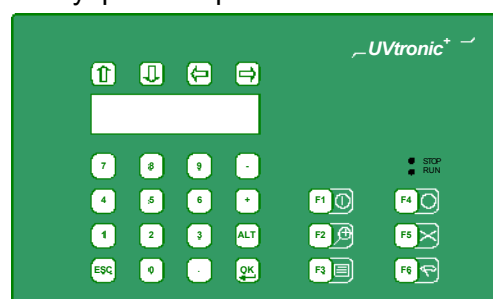 UVtronic+
7 8 9 -
STOP
RUN
4 5 6 +
F1 F4
1 2 3 ALT
F2 F5
ESC 0 . OK
F3 F6